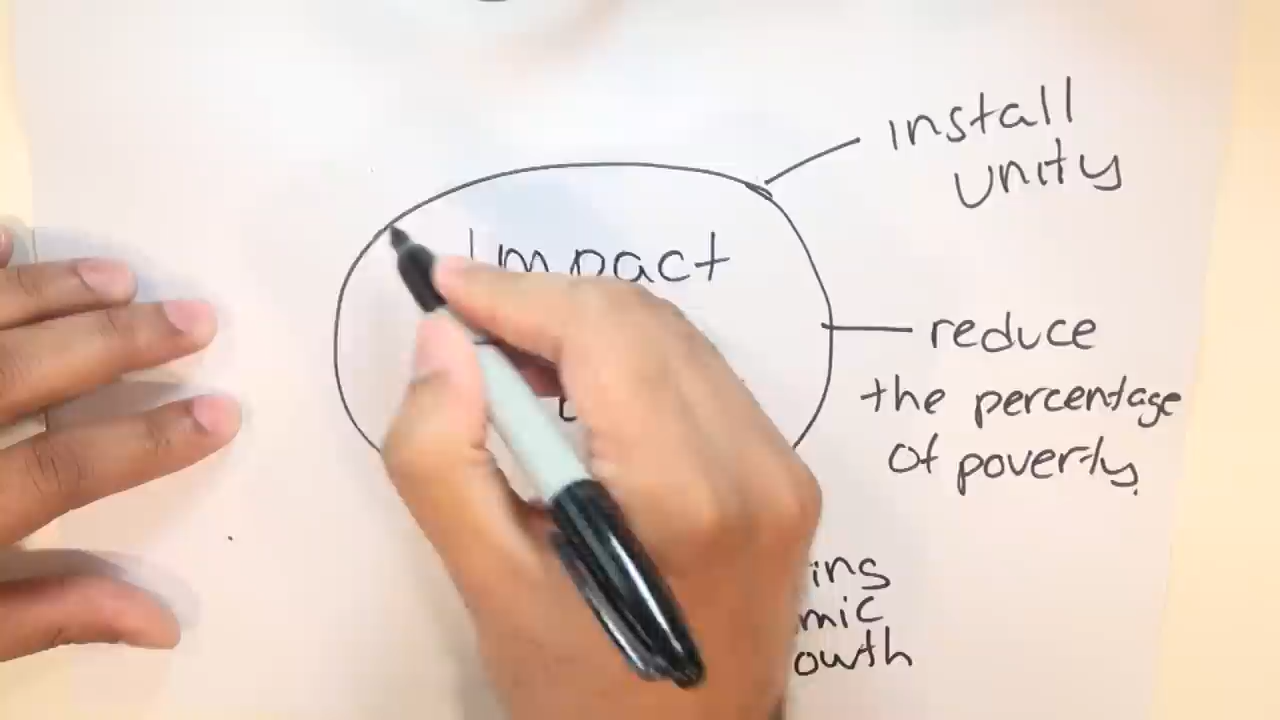 Impact
install
unity
reduce
the percentage
of poverty.